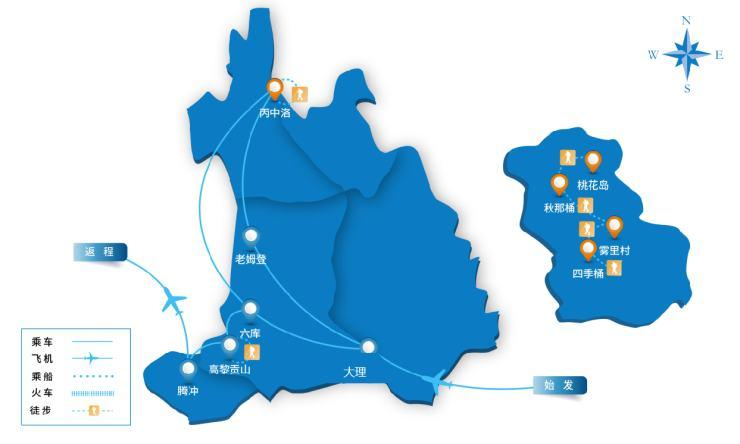 N
W
E
S
丙中洛
桃花岛
秋那桶
雾里村
四季桶
老姆登
返程
六库
高黎贡山
腾冲
大理
始发
乘车
飞机
乘船
火车
徒步